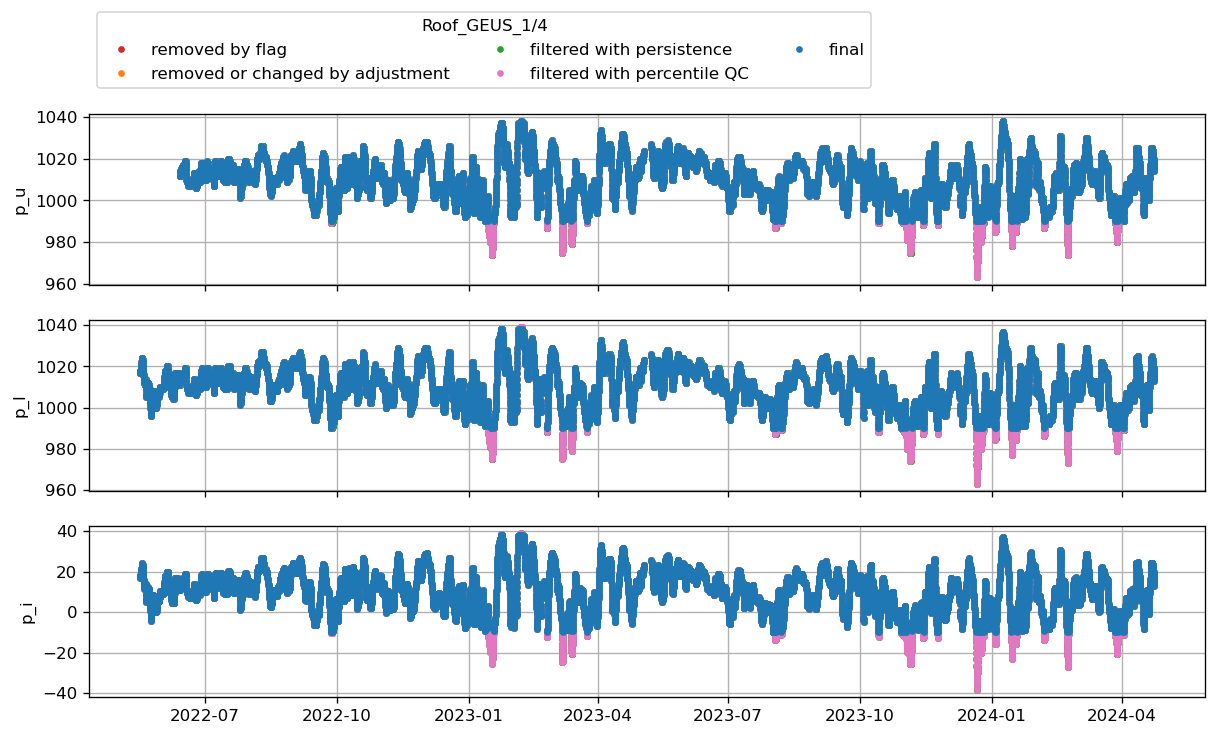 Roof_GEUS_1/4
removed by flag
filtered with persistence
final
removed or changed by adjustment
filtered with percentile QC
1040
1020
1000
980
960
p_u
1040
1020
1000
980
960
p_l
40
20
0
−20
−40
p_i
2022-07
2022-10
2023-01
2023-04
2023-07
2023-10
2024-01
2024-04